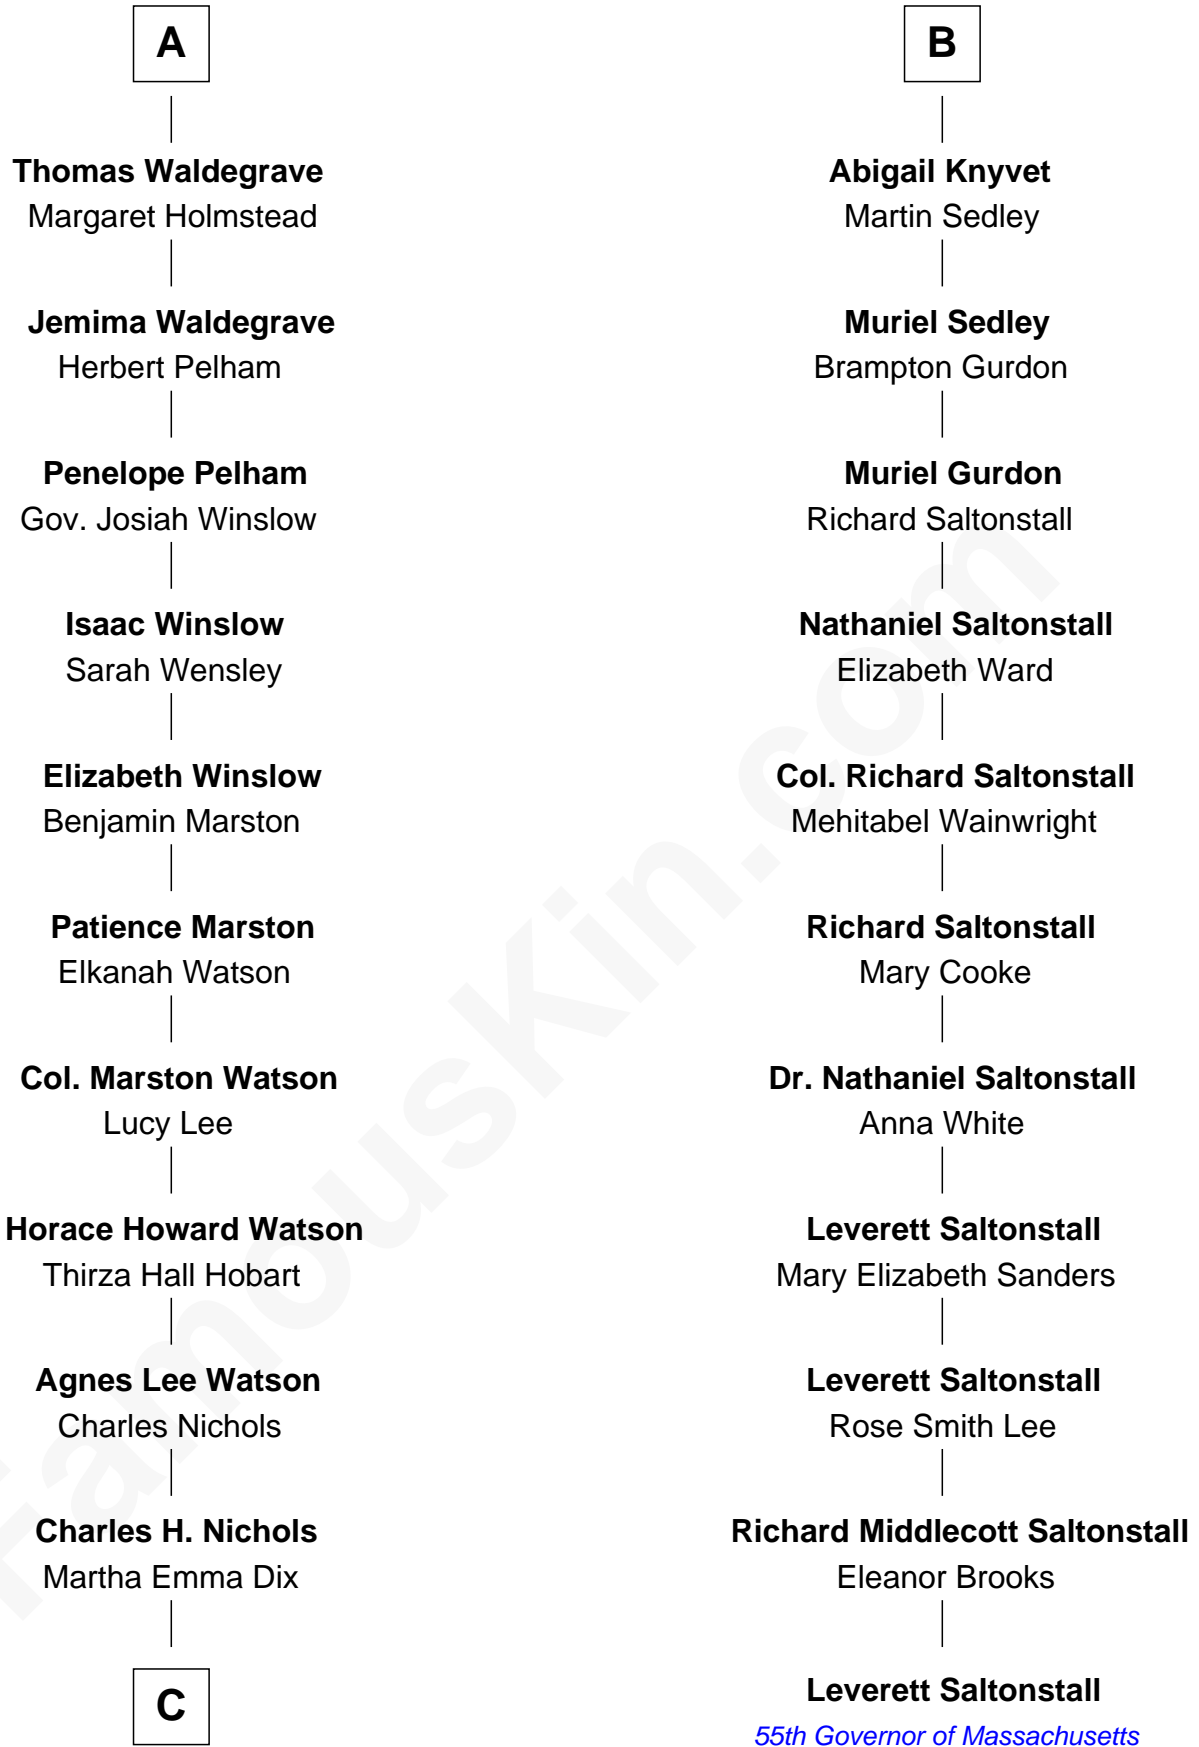 A
Thomas Waldegrave
Margaret Holmstead
Jemima Waldegrave
Herbert Pelham
Penelope Pelham
Gov. Josiah Winslow
Isaac Winslow
Sarah Wensley
Elizabeth Winslow
Benjamin Marston
Patience Marston
Elkanah Watson
Col. Marston Watson
Lucy Lee
Horace Howard Watson
Thirza Hall Hobart
Agnes Lee Watson
Charles Nichols
Charles H. Nichols
Martha Emma Dix
C
B
Abigail Knyvet
Martin Sedley
Muriel Sedley
Brampton Gurdon
Muriel Gurdon
Richard Saltonstall
Nathaniel Saltonstall
Elizabeth Ward
Col. Richard Saltonstall
Mehitabel Wainwright
Richard Saltonstall
Mary Cooke
Dr. Nathaniel Saltonstall
Anna White
Leverett Saltonstall
Mary Elizabeth Sanders
Leverett Saltonstall
Rose Smith Lee
Richard Middlecott Saltonstall
Eleanor Brooks
Leverett Saltonstall
55th Governor of Massachusetts
FamousKin.com